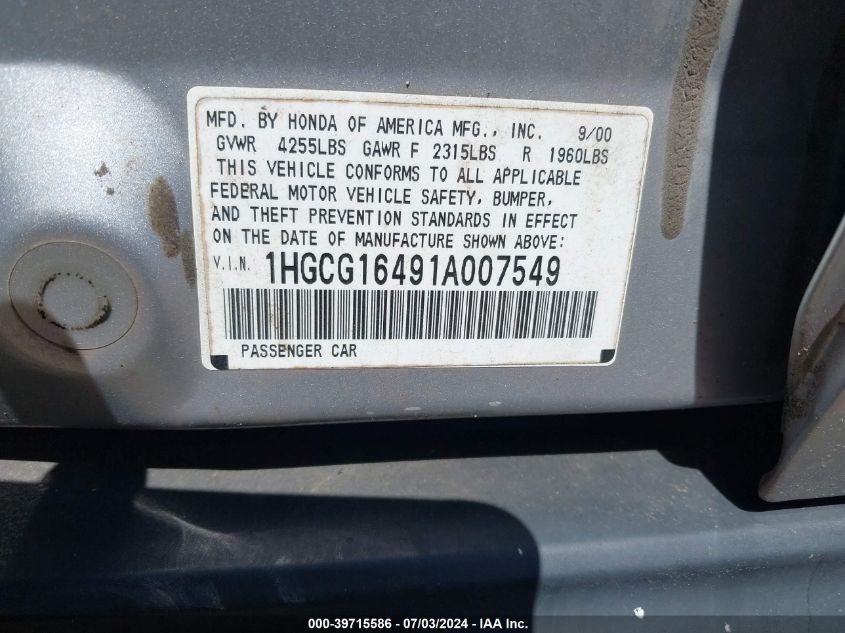 MFD. BY HONDA OF AMERICA MFG., INC. 9/00
GVWR 4255LBS GAWR F 2315LBS R 1960LBS
THIS VEHICLE CONFORMS TO ALL APPLICABLE
FEDERAL MOTOR VEHICLE SAFETY, BUMPER,
AND THEFT PREVENTION STANDARDS IN EFFECT
ON THE DATE OF MANUFACTURE SHOWN ABOVE:
V.I.N. 1HGCG16491A007549
PASSENGER CAR
000-39715586 - 07/03/2024 - IAA Inc.